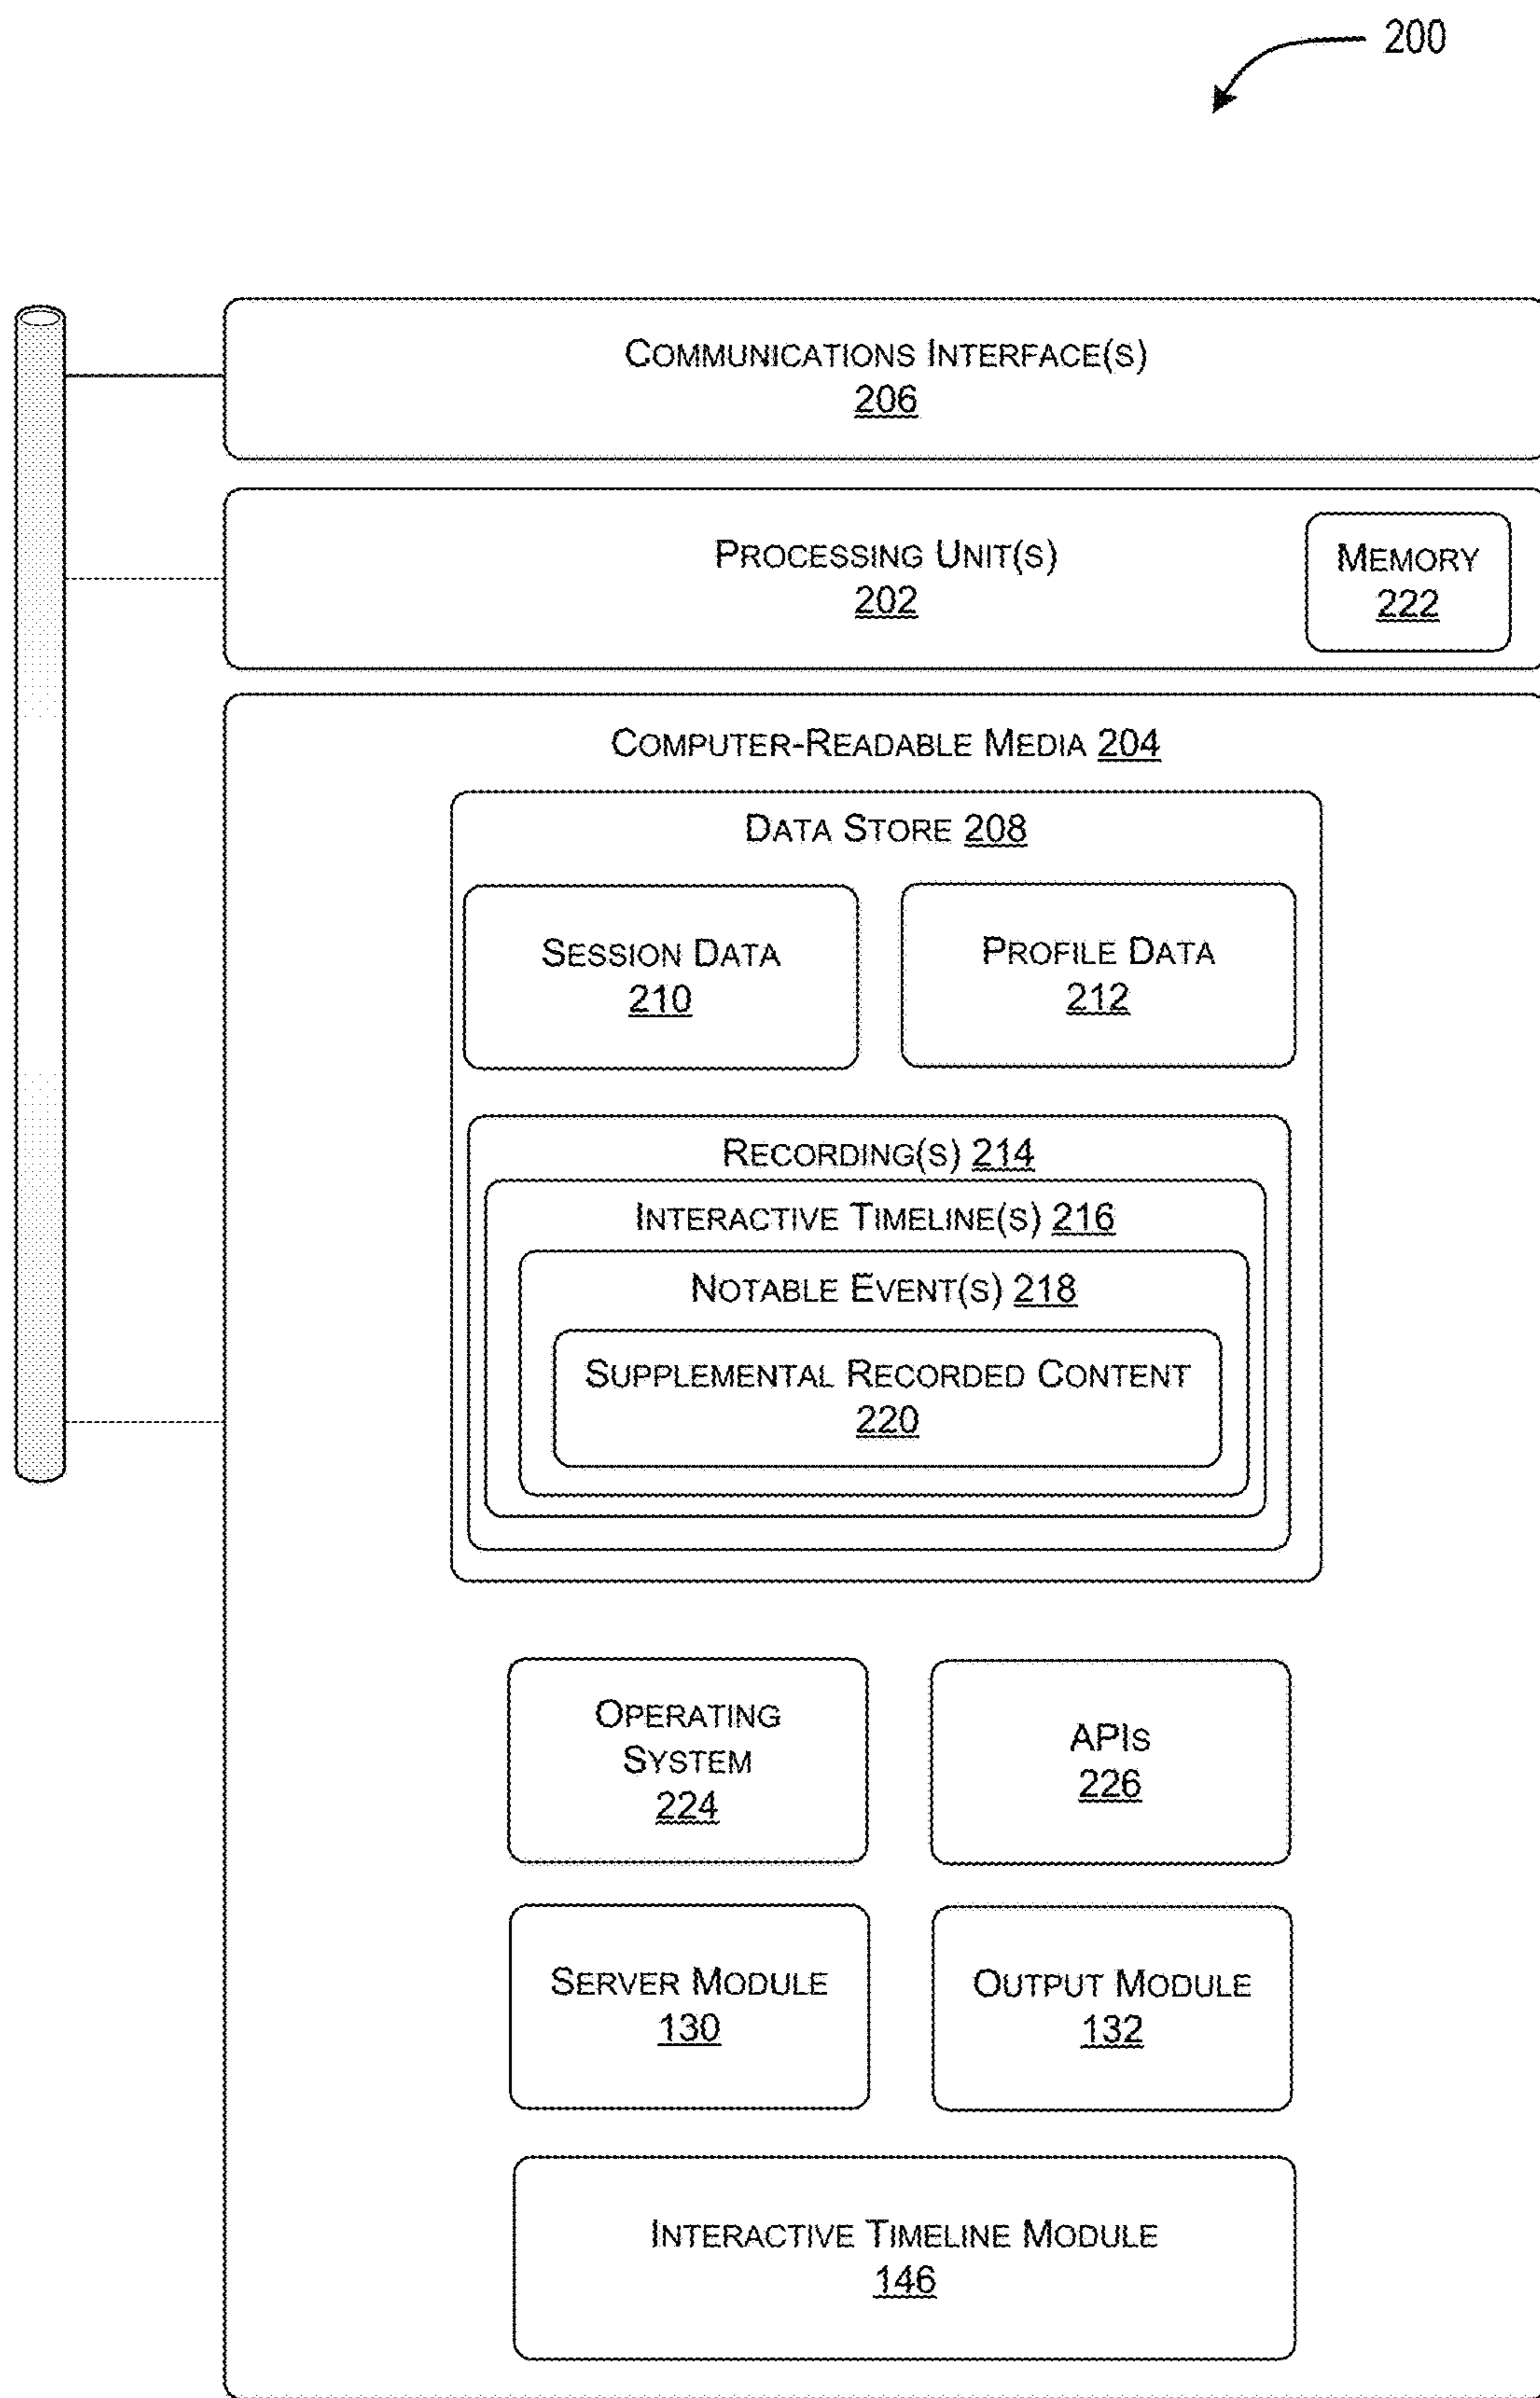 200
COMMUNICATIONS INTERFACE(S)
206
PROCESSING UNIT(S)
202
MEMORY
222
COMPUTER-READABLE MEDIA 204
DATA STORE 208
SESSION DATA
210
PROFILE DATA
212
RECORDING(S) 214
INTERACTIVE TIMELINE(S) 216
NOTABLE EVENT(S) 218
SUPPLEMENTAL RECORDED CONTENT
220
OPERATING
SYSTEM
224
APIS
226
SERVER MODULE
130
OUTPUT MODULE
132
INTERACTIVE TIMELINE MODULE
146